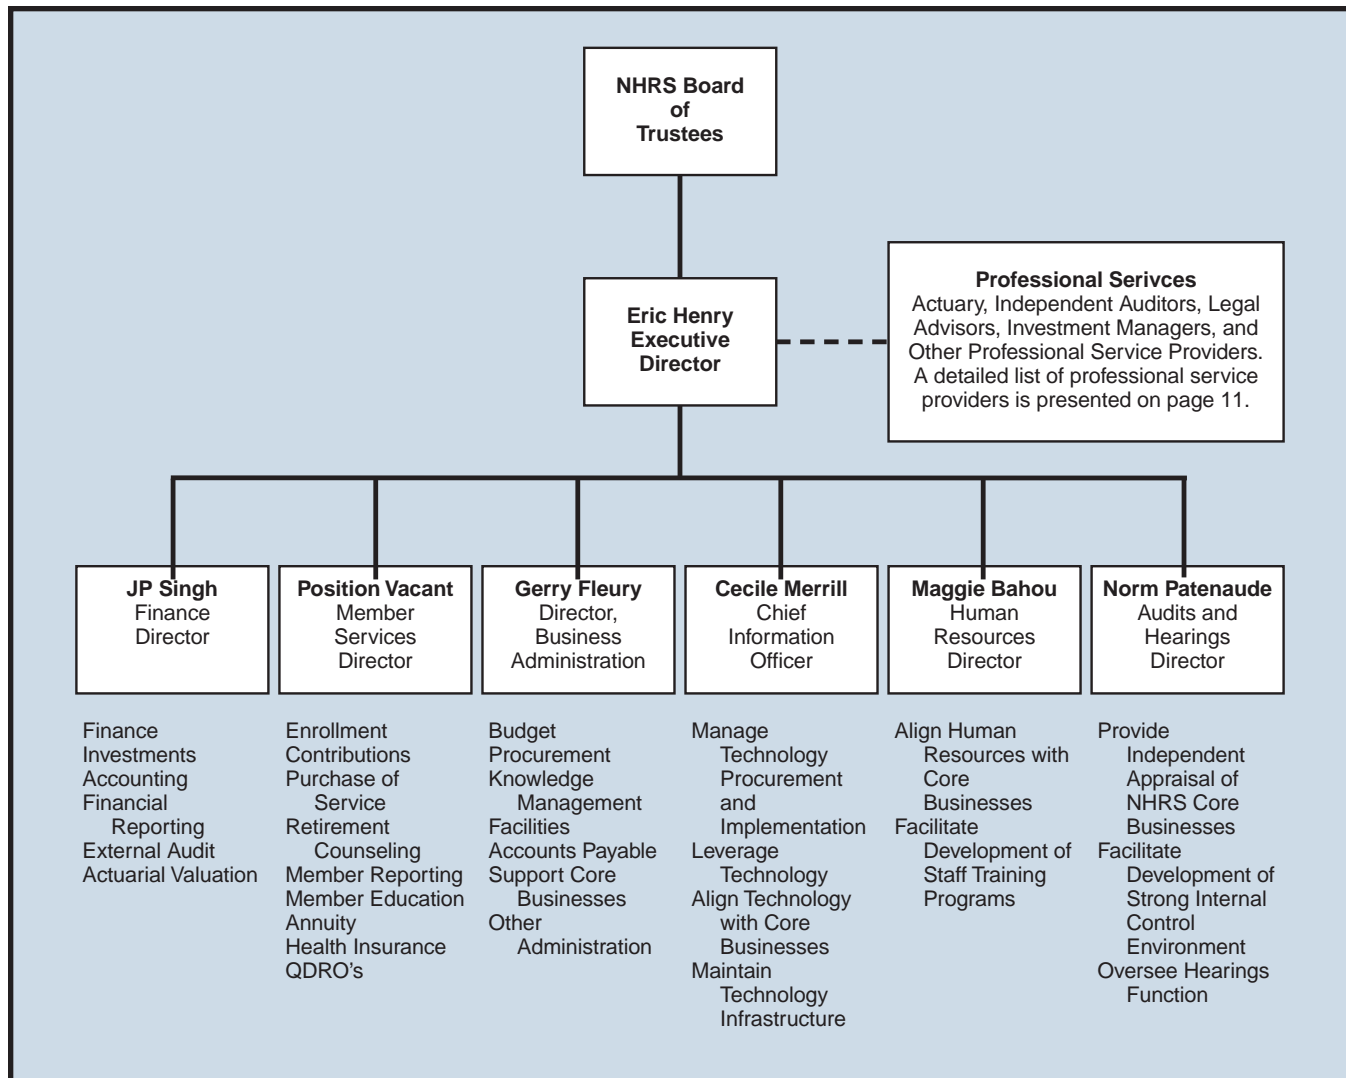 NHRS Board
of
Trustees
Eric Henry
Executive
Director
Professional Serivces
Actuary, Independent Auditors, Legal
Advisors, Investment Managers, and
Other Professional Service Providers.
A detailed list of professional service
providers is presented on page 11.
JP Singh
Finance
Director
Position Vacant
Member
Services
Director
Gerry Fleury
Director,
Business
Administration
Cecile Merrill
Chief
Information
Officer
Maggie Bahou
Human
Resources
Director
Norm Patenaude
Audits and
Hearings
Director
Finance
Investments
Accounting
Financial
Reporting
External Audit
Actuarial Valuation
Enrollment
Contributions
Purchase of
Service
Retirement
Counseling
Member Reporting
Member Education
Annuity
Health Insurance
QDRO’s
Budget
Procurement
Knowledge
Management
Facilities
Accounts Payable
Support Core
Businesses
Other
Administration
Manage
Technology
Procurement
and
Implementation
Leverage
Technology
Align Technology
with Core
Businesses
Maintain
Technology
Infrastructure
Align Human
Resources with
Core
Businesses
Facilitate
Development of
Staff Training
Programs
Provide
Independent
Appraisal of
NHRS Core
Businesses
Facilitate
Development of
Strong Internal
Control
Environment
Oversee Hearings
Function